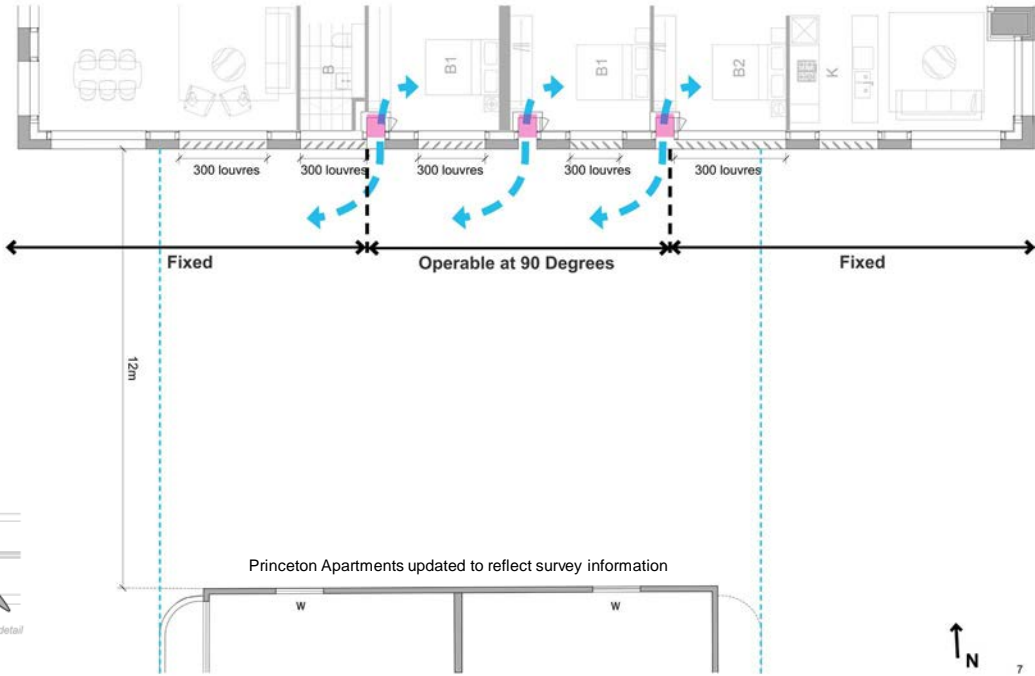 B
B1
B1
B2
K
300 louvres
300 louvres
300 louvres
300 louvres
300 louvres
Fixed
Operable at 90 Degrees
Fixed
12m
Princeton Apartments updated to reflect survey information
W
W
detail
N
7